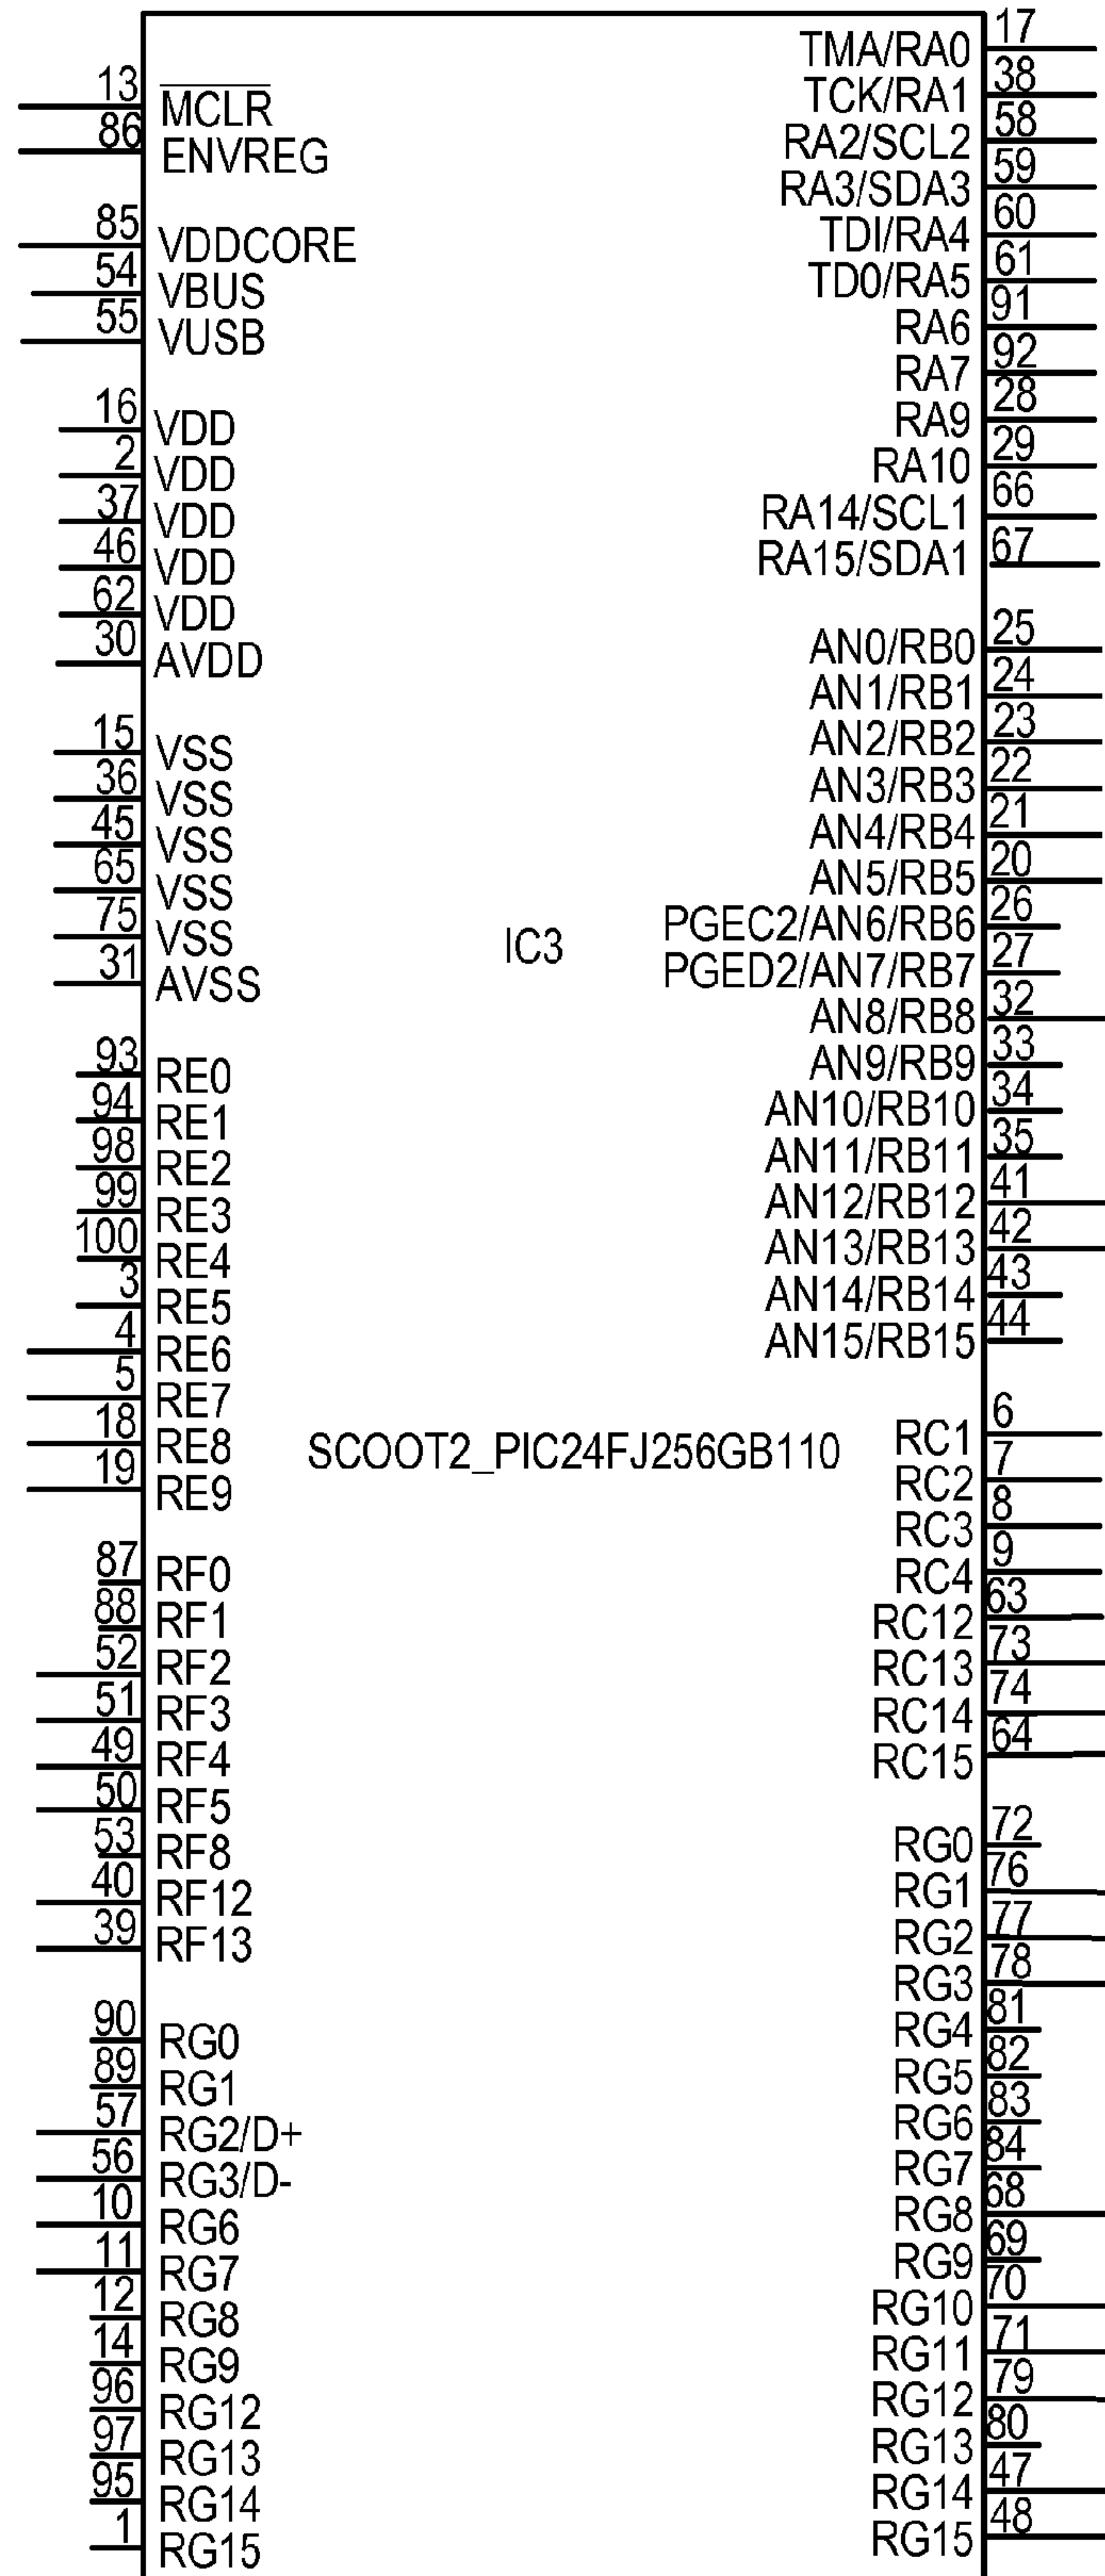 13 MCLR
86 ENVREG
85 VDDCORE
54 VBUS
55 VUSB
16 VDD
2 VDD
37 VDD
46 VDD
62 VDD
30 AVDD
15 VSS
36 VSS
45 VSS
65 VSS
75 VSS
31 AVSS
93 RE0
94 RE1
98 RE2
99 RE3
100 RE4
3 RE5
4 RE6
5 RE7
18 RE8
19 RE9
87 RF0
88 RF1
52 RF2
51 RF3
49 RF4
50 RF5
53 RF8
40 RF12
39 RF13
90 RG0
89 RG1
57 RG2/D+
56 RG3/D-
10 RG6
11 RG7
12 RG8
14 RG9
96 RG12
97 RG13
95 RG14
1 RG15
IC3
SCOOT2_PIC24FJ256GB110
TMA/RA0 17
TCK/RA1 38
RA2/SCL2 58
RA3/SDA3 59
TDI/RA4 60
TD0/RA5 61
RA6 91
RA7 92
RA9 28
RA10 29
RA14/SCL1 66
RA15/SDA1 67
AN0/RB0 25
AN1/RB1 24
AN2/RB2 23
AN3/RB3 22
AN4/RB4 21
AN5/RB5 20
PGEC2/AN6/RB6 26
PGED2/AN7/RB7 27
AN8/RB8 32
AN9/RB9 33
AN10/RB10 34
AN11/RB11 35
AN12/RB12 41
AN13/RB13 42
AN14/RB14 43
AN15/RB15 44
RC1 6
RC2 7
RC3 8
RC4 9
RC12 63
RC13 73
RC14 74
RC15 64
RG0 72
RG1 76
RG2 77
RG3 78
RG4 81
RG5 82
RG6 83
RG7 84
RG8 68
RG9 69
RG10 70
RG11 71
RG12 79
RG13 80
RG14 47
RG15 48